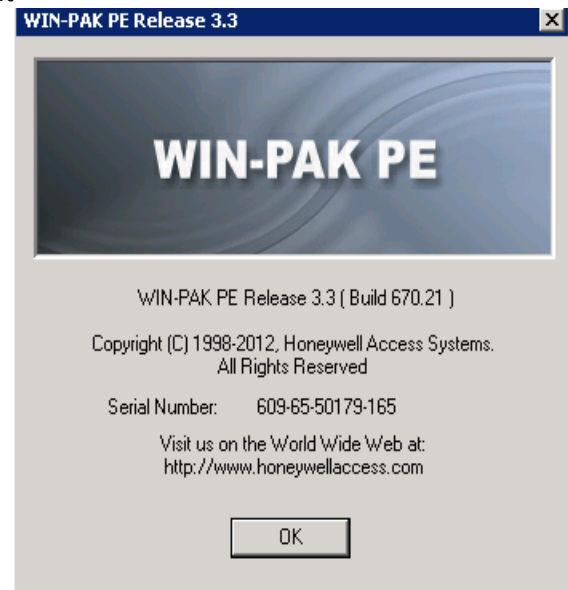 WIN-PAK PE Release 3.3
WIN-PAK PE
WIN-PAK PE Release 3.3 ( Build 670.21 )
Copyright (C) 1998-2012, Honeywell Access Systems.
All Rights Reserved
Serial Number: 609-65-50179-165
Visit us on the World Wide Web at:
http://www.honeywellaccess.com
OK